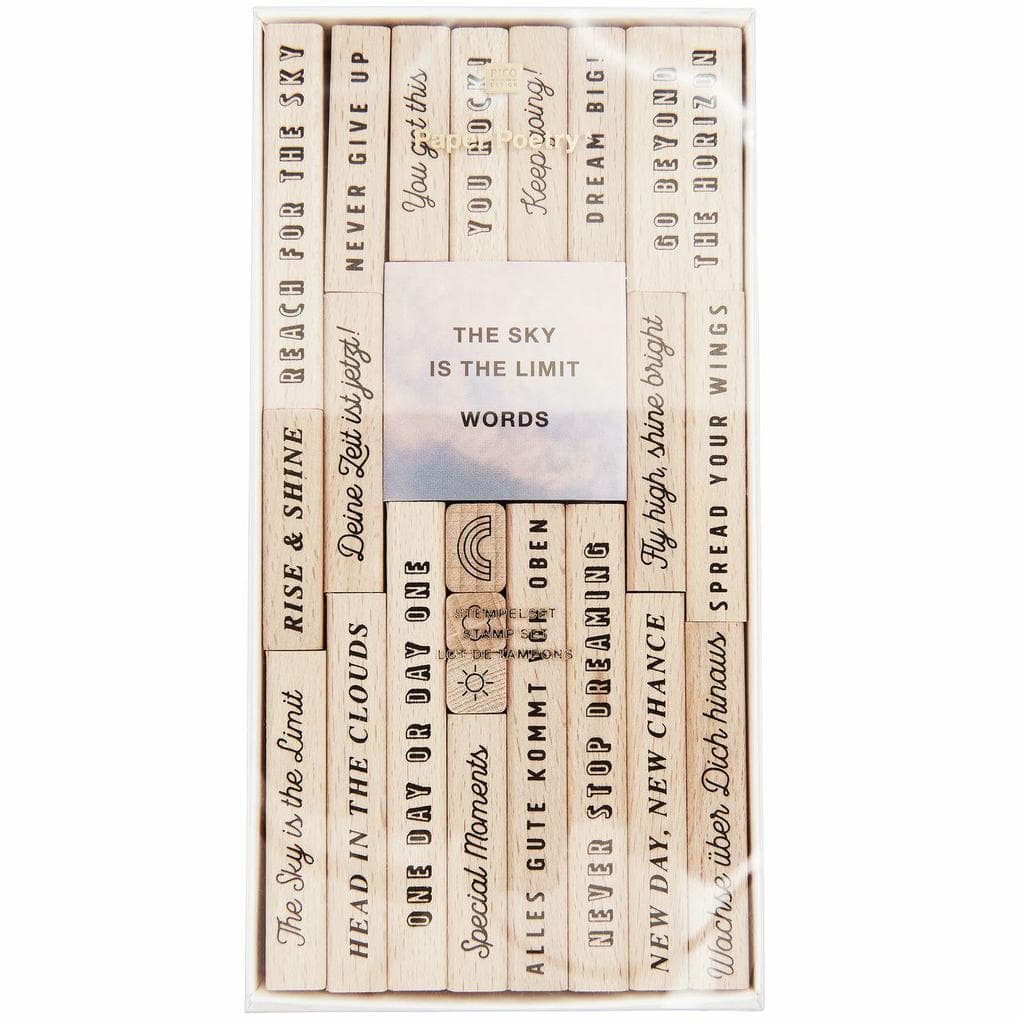 REACH FOR THE SKY
NEVER GIVE UP
You got this
YOU ROCK!
Keep going!
DREAM BIG!
GO BEYOND
THE HORIZON
RICO
DESIGN
Paper Poetry
THE SKY
IS THE LIMIT
WORDS
RISE & SHINE
Deine Zeit ist jetzt!
Fly high, shine bright
SPREAD YOUR WINGS
The Sky is the Limit
HEAD IN THE CLOUDS
ONE DAY OR DAY ONE
STEMPELSET
STAMP SET
LOT DE TAMPONS
Special Moments
ALLES GUTE KOMMT VON OBEN
NEVER STOP DREAMING
NEW DAY, NEW CHANCE
Wachse über Dich hinaus